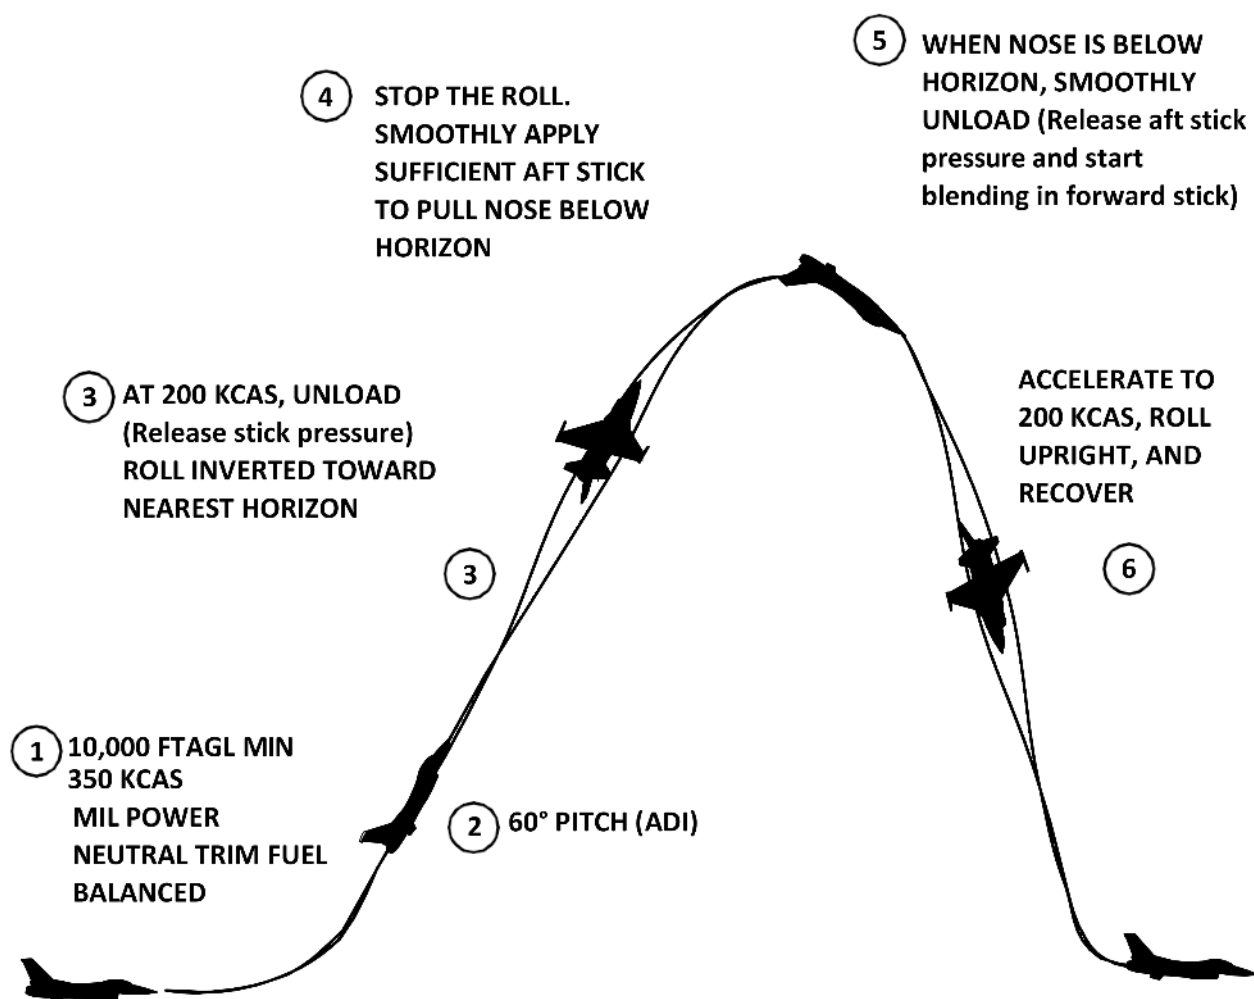 5 WHEN NOSE IS BELOW
HORIZON, SMOOTHLY
UNLOAD (Release aft stick
pressure and start
blending in forward stick)
4 STOP THE ROLL.
SMOOTHLY APPLY
SUFFICIENT AFT STICK
TO PULL NOSE BELOW
HORIZON
3 AT 200 KCAS, UNLOAD
(Release stick pressure)
ROLL INVERTED TOWARD
NEAREST HORIZON
ACCELERATE TO
200 KCAS, ROLL
UPRIGHT, AND
RECOVER
3
6
1 10,000 FTAGL MIN
350 KCAS
MIL POWER
NEUTRAL TRIM FUEL
BALANCED
2 60° PITCH (ADI)